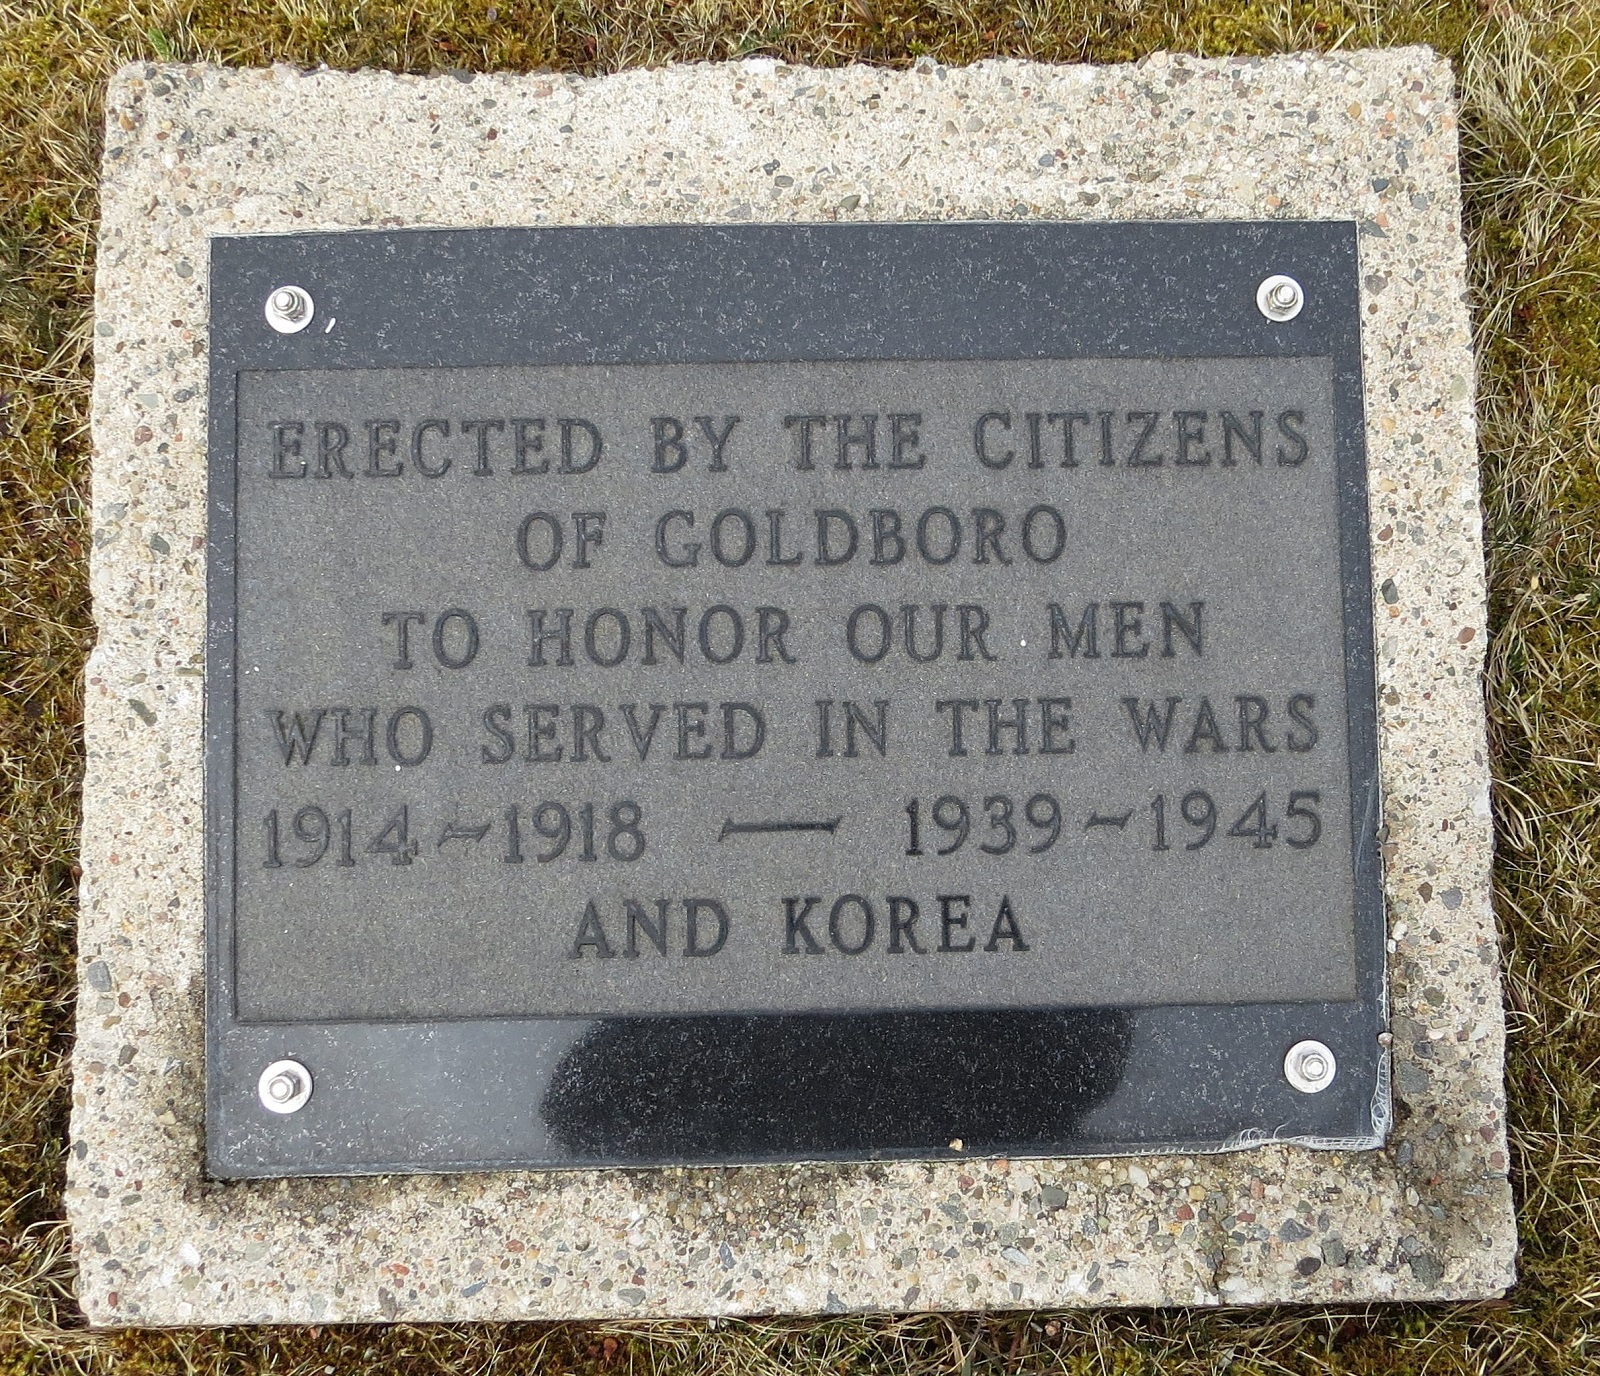 ERECTED BY THE CITIZENS
OF GOLDBORO
TO HONOR OUR MEN
WHO SERVED IN THE WARS
1914~1918 — 1939~1945
AND KOREA